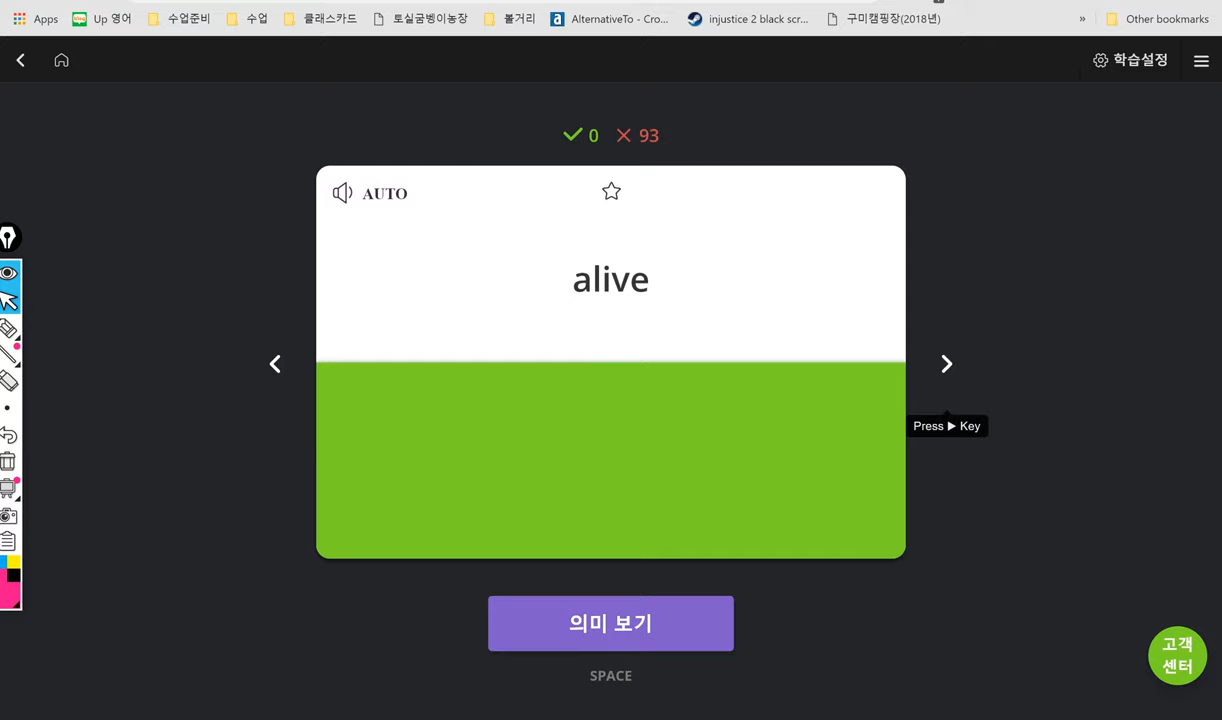 Apps
blog Up 영어
수업준비
수업
클래스카드
토실굼벵이농장
볼거리
a AlternativeTo - Cro...
injustice 2 black scr...
구미캠핑장(2018년)
»
Other bookmarks
학습설정
0
93
AUTO
alive
Press ▶ Key
의미 보기
SPACE
고객
센터